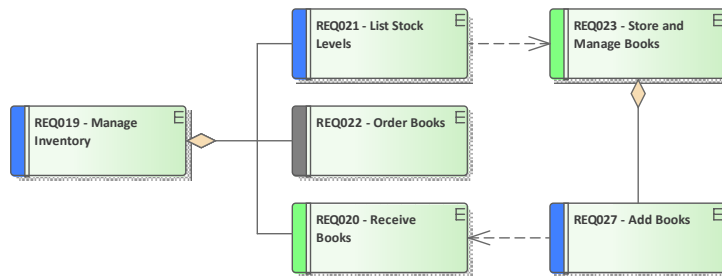 REQ021 - List Stock
Levels
REQ023 - Store and
Manage Books
REQ019 - Manage
Inventory
REQ022 - Order Books
REQ020 - Receive
Books
REQ027 - Add Books